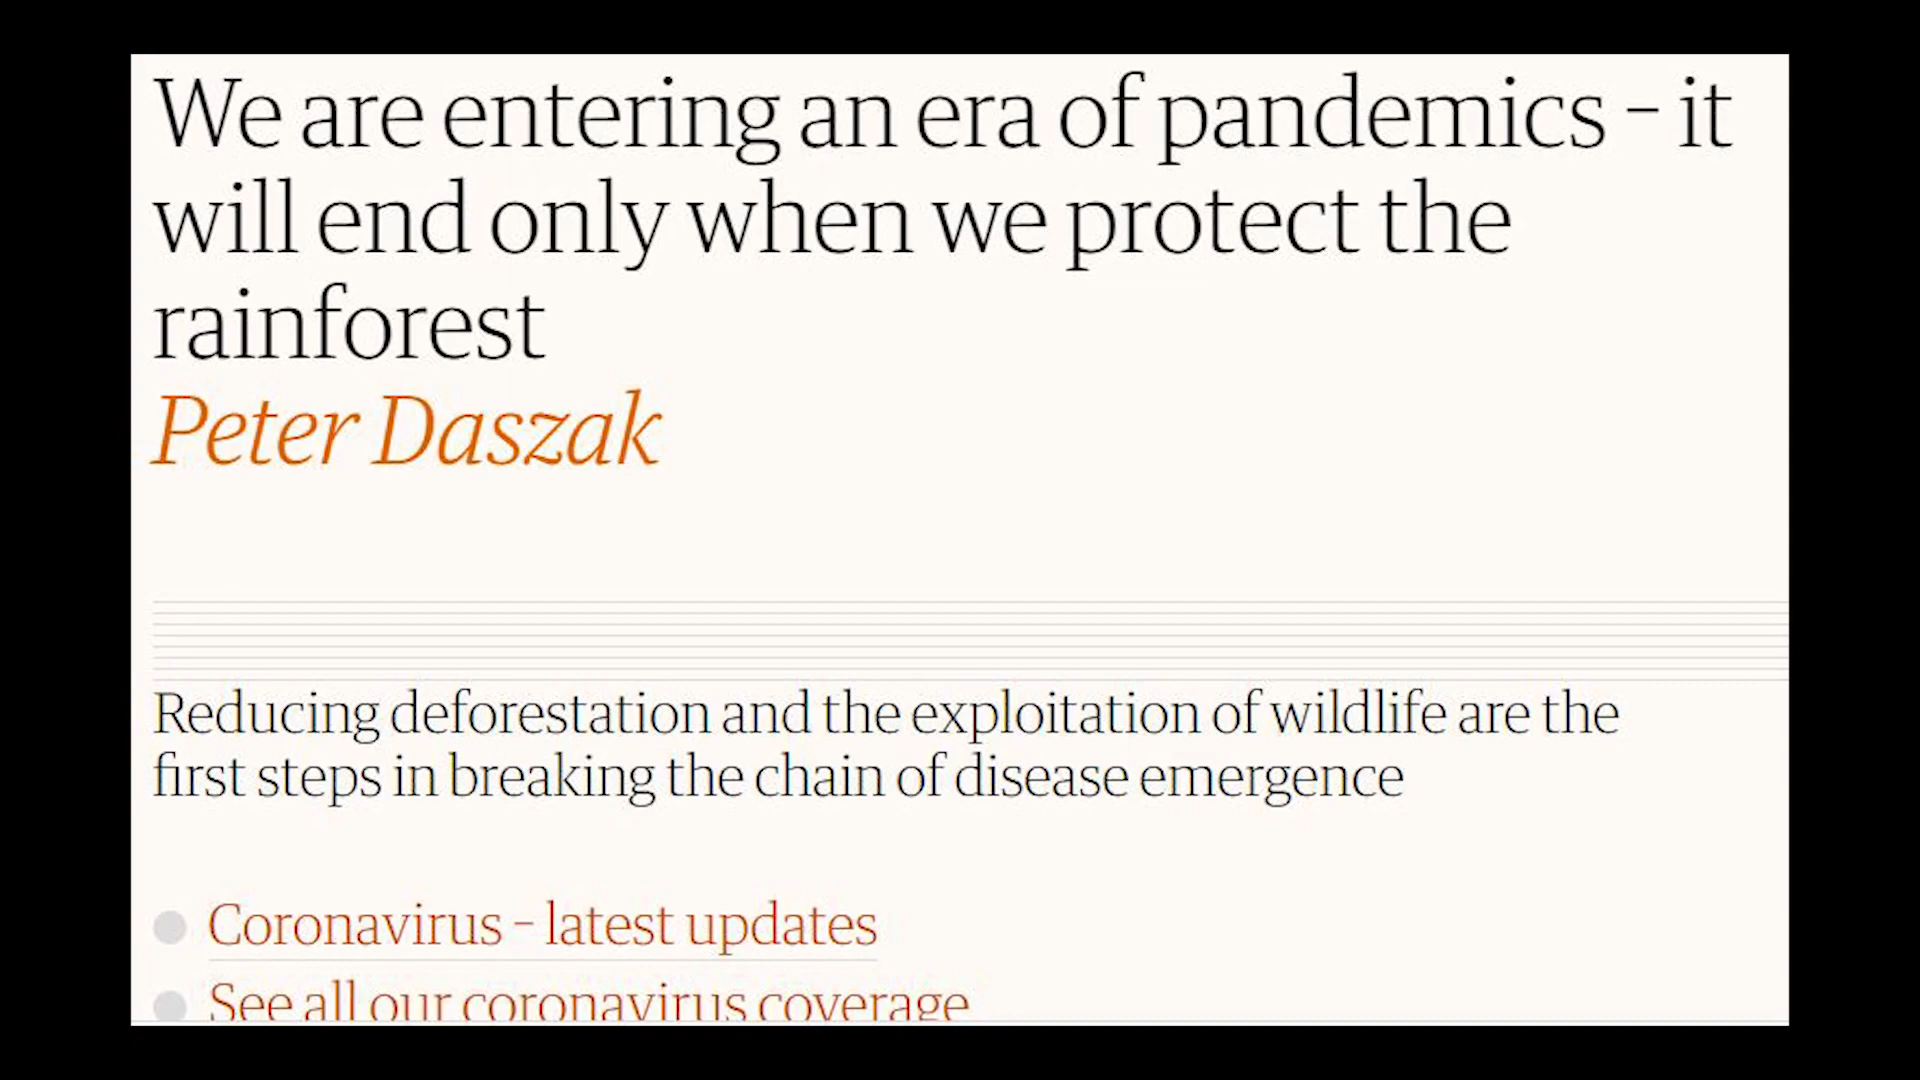 We are entering an era of pandemics – it
will end only when we protect the
rainforest
Peter Daszak
Reducing deforestation and the exploitation of wildlife are the
first steps in breaking the chain of disease emergence
Coronavirus – latest updates
See all our coronavirus coverage